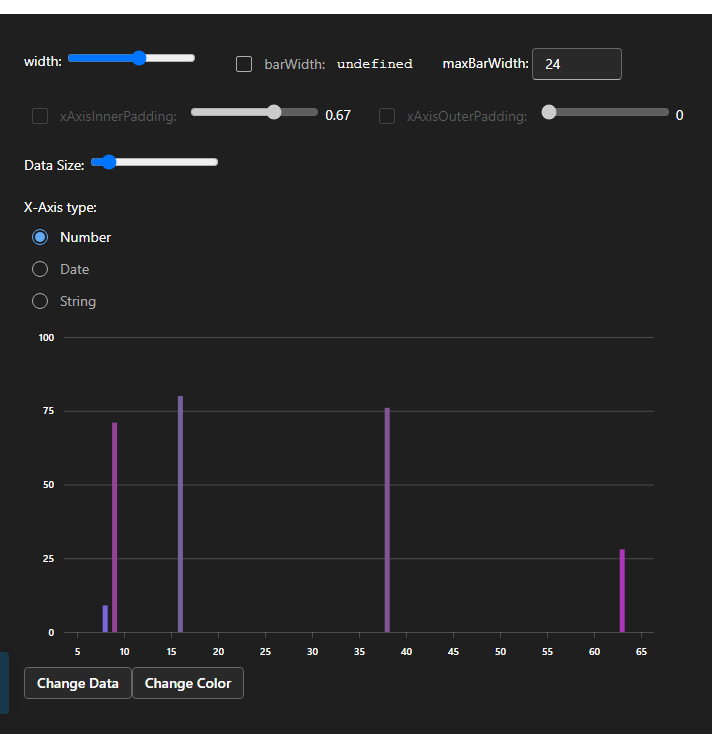 width: barWidth: undefined maxBarWidth: 24
xAxisInnerPadding: 0.67 xAxisOuterPadding: 0
Data Size:
X-Axis type:
Number
Date
String
100
75
50
25
0
5 10 15 20 25 30 35 40 45 50 55 60 65
Change Data Change Color